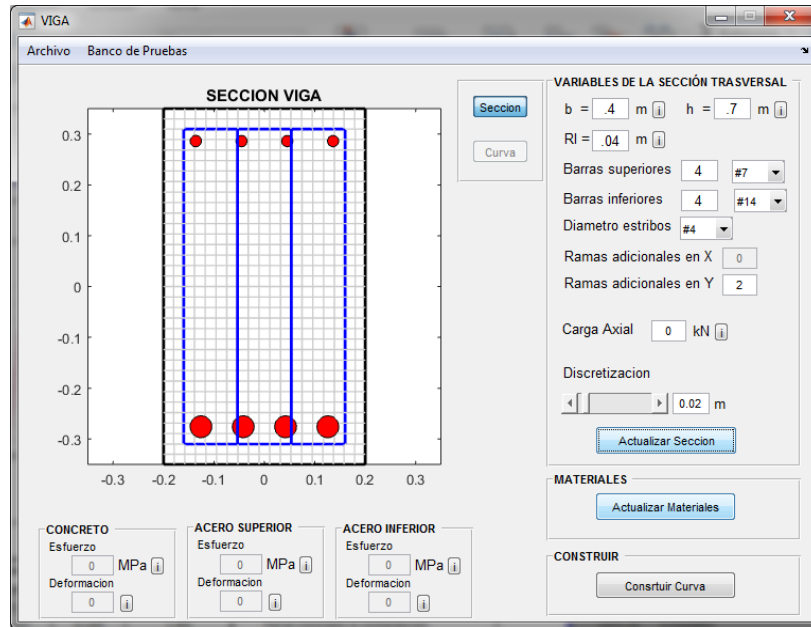 VIGA
Archivo Banco de Pruebas
SECCION VIGA
0.3
0.2
0.1
0
-0.1
-0.2
-0.3
-0.3 -0.2 -0.1 0 0.1 0.2 0.3
Seccion
Curva
VARIABLES DE LA SECCIÓN TRASVERSAL
b = .4 m i h = .7 m i
Rl = .04 m i
Barras superiores 4 #7
Barras inferiores 4 #14
Diametro estribos #4
Ramas adicionales en X 0
Ramas adicionales en Y 2
Carga Axial 0 kN i
Discretizacion
0.02 m
Actualizar Seccion
MATERIALES
Actualizar Materiales
CONSTRUIR
Consrtuir Curva
CONCRETO
Esfuerzo
0 MPa i
Deformacion
0 i
ACERO SUPERIOR
Esfuerzo
0 MPa i
Deformacion
0 i
ACERO INFERIOR
Esfuerzo
0 MPa i
Deformacion
0 i